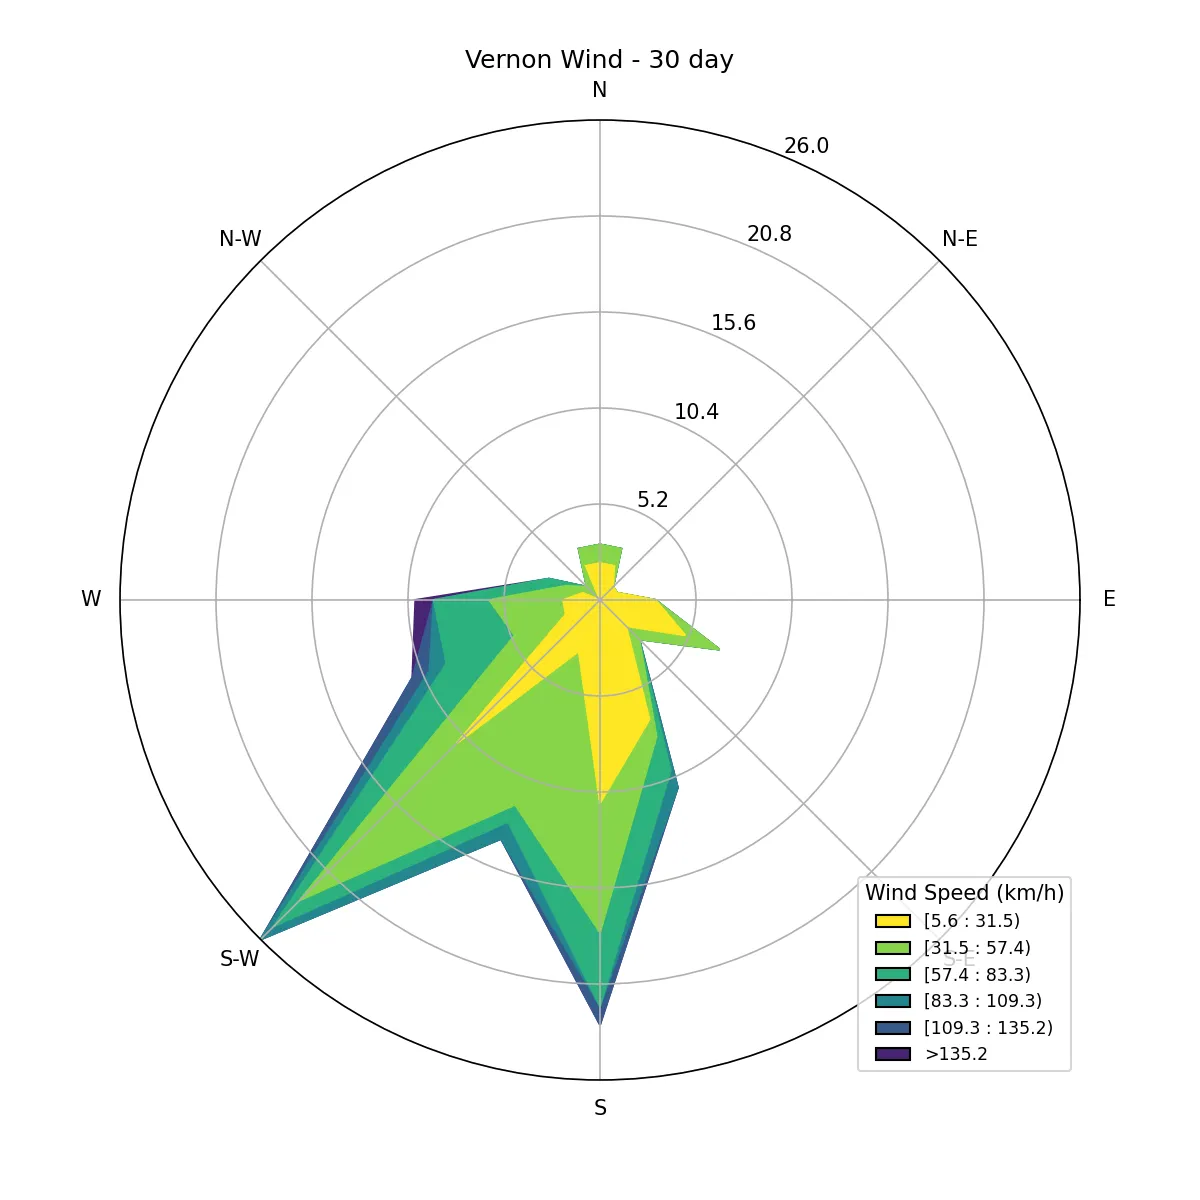 Vernon Wind - 30 day
N
26.0
20.8
N-W
N-E
15.6
10.4
5.2
W
E
Wind Speed (km/h)
[5.6 : 31.5)
[31.5 : 57.4)
S-W
S-E
[57.4 : 83.3)
[83.3 : 109.3)
[109.3 : 135.2)
>135.2
S